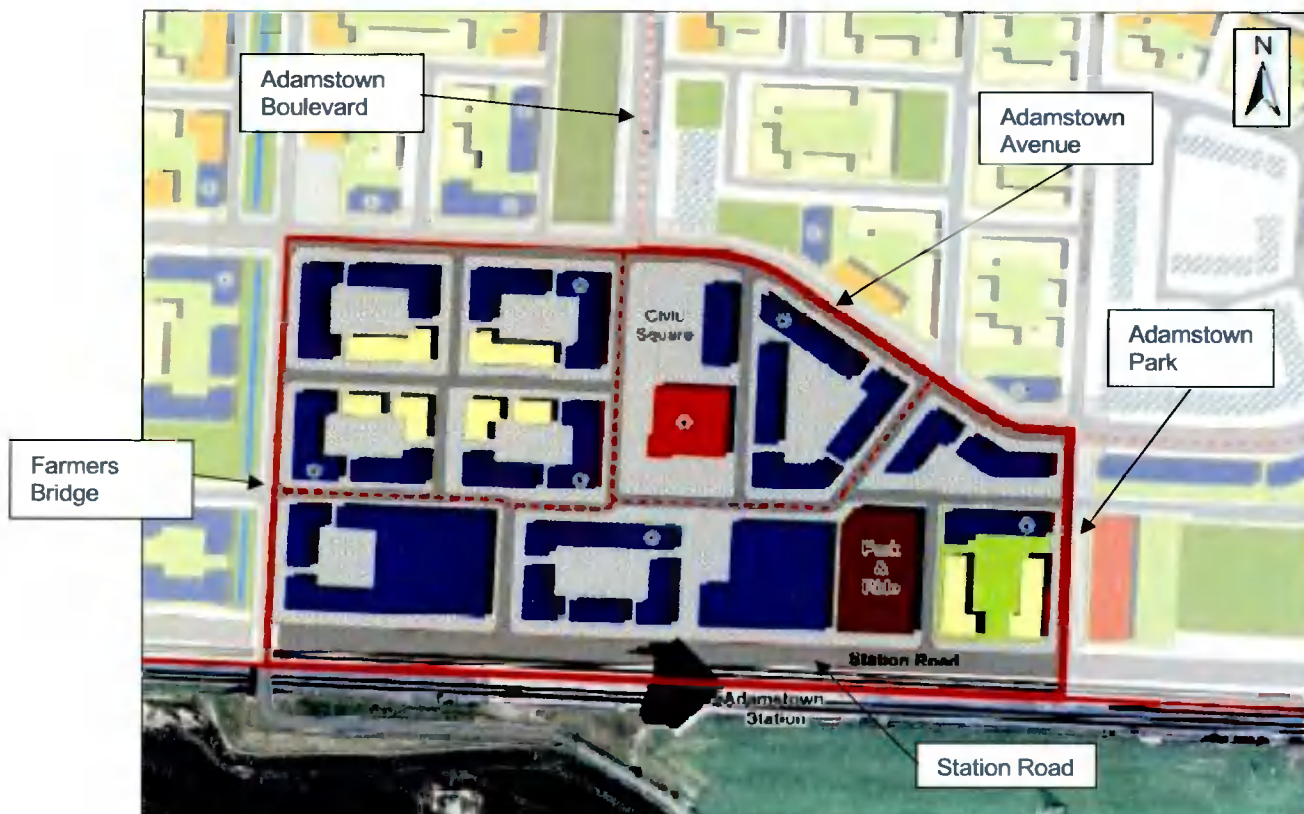 N
Adamstown
Boulevard
Adamstown
Avenue
Civic
Square
Adamstown
Park
Farmers
Bridge
Park
&
Ride
Station Road
Adamstown
Station
Station Road